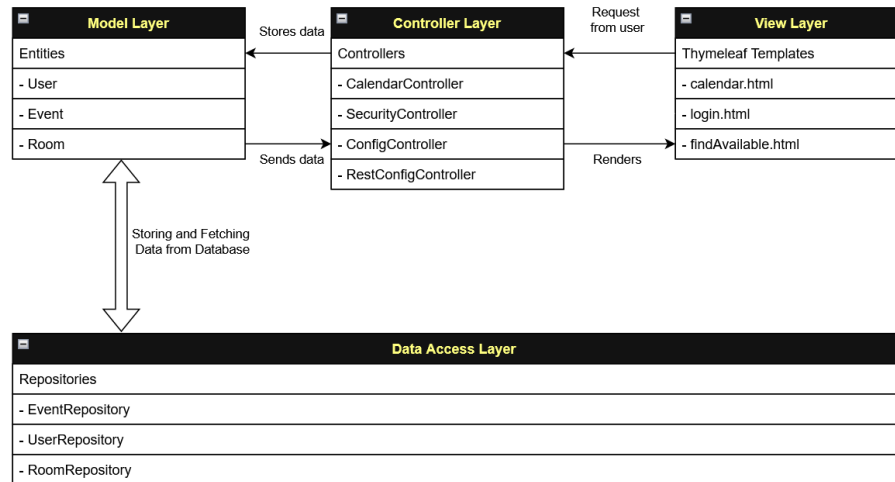 Model Layer
Entities
- User
- Event
- Room
Stores data
Sends data
Controller Layer
Controllers
- CalendarController
- SecurityController
- ConfigController
- RestConfigController
Request
from user
Renders
View Layer
Thymeleaf Templates
- calendar.html
- login.html
- findAvailable.html
Storing and Fetching
Data from Database
Data Access Layer
Repositories
- EventRepository
- UserRepository
- RoomRepository